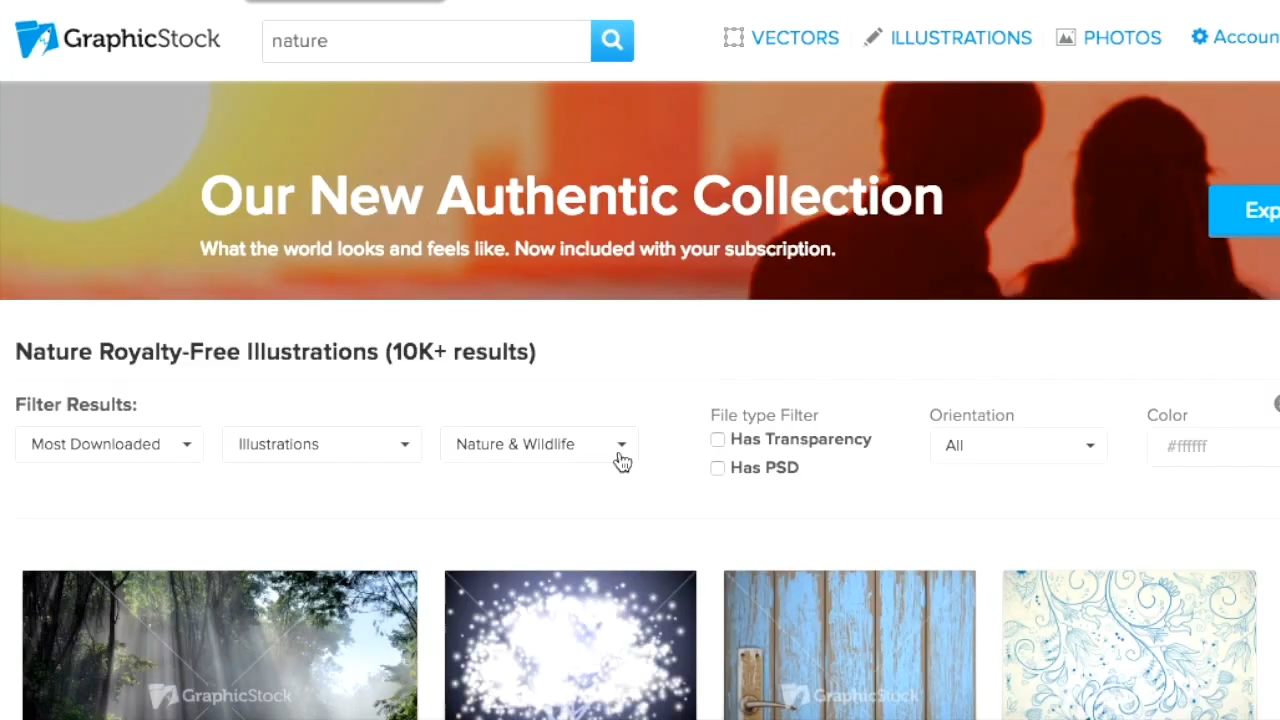 GraphicStock
nature
VECTORS
ILLUSTRATIONS
PHOTOS
Accoun
Our New Authentic Collection
What the world looks and feels like. Now included with your subscription.
Exp
Nature Royalty-Free Illustrations (10K+ results)
Filter Results:
Most Downloaded
Illustrations
Nature & Wildlife
File type Filter
Has Transparency
Has PSD
Orientation
All
Color
#ffffff
GraphicStock
GraphicStock